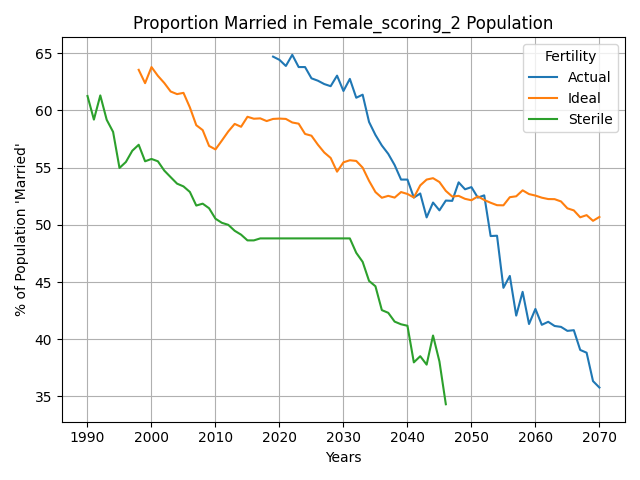 Proportion Married in Female_scoring_2 Population
% of Population 'Married'
65
60
55
50
45
40
35
Fertility
Actual
Ideal
Sterile
1990 2000 2010 2020 2030 2040 2050 2060 2070
Years